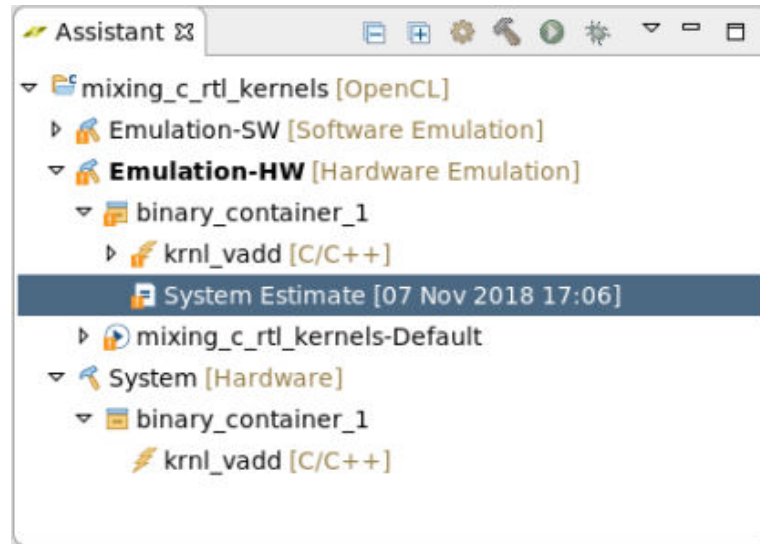 Assistant
mixing_c_rtl_kernels [OpenCL]
Emulation-SW [Software Emulation]
Emulation-HW [Hardware Emulation]
binary_container_1
krnl_vadd [C/C++]
System Estimate [07 Nov 2018 17:06]
mixing_c_rtl_kernels-Default
System [Hardware]
binary_container_1
krnl_vadd [C/C++]